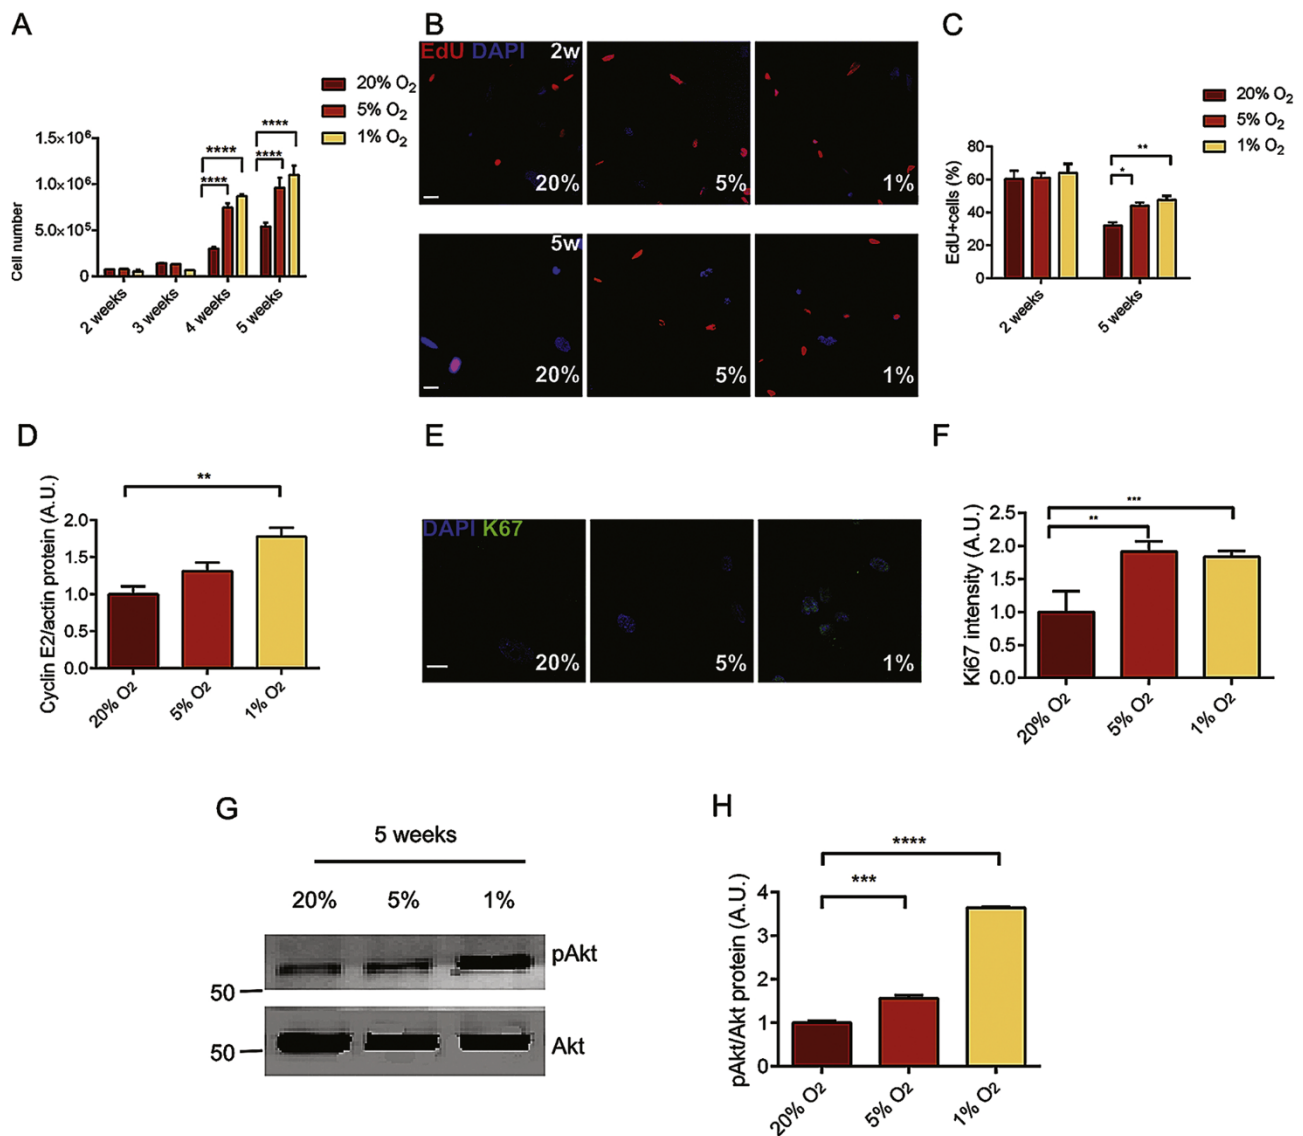 A
20% O2
5% O2
1% O2
Cell number
1.5×10^6
1.0×10^6
5.0×10^5
0
****
****
****
****
2 weeks
3 weeks
4 weeks
5 weeks
B
EdU DAPI
2w
20%
5%
1%
5w
20%
5%
1%
C
20% O2
5% O2
1% O2
EdU+cells (%)
80
60
40
20
0
*
**
2 weeks
5 weeks
D
Cyclin E2/actin protein (A.U.)
2.0
1.5
1.0
0.5
0.0
**
20% O2
5% O2
1% O2
E
DAPI K67
20%
5%
1%
F
Ki67 intensity (A.U.)
2.5
2.0
1.5
1.0
0.5
0.0
**
***
20% O2
5% O2
1% O2
G
5 weeks
20%
5%
1%
pAkt
50
Akt
50
H
pAkt/Akt protein (A.U.)
4
3
2
1
0
***
****
20% O2
5% O2
1% O2